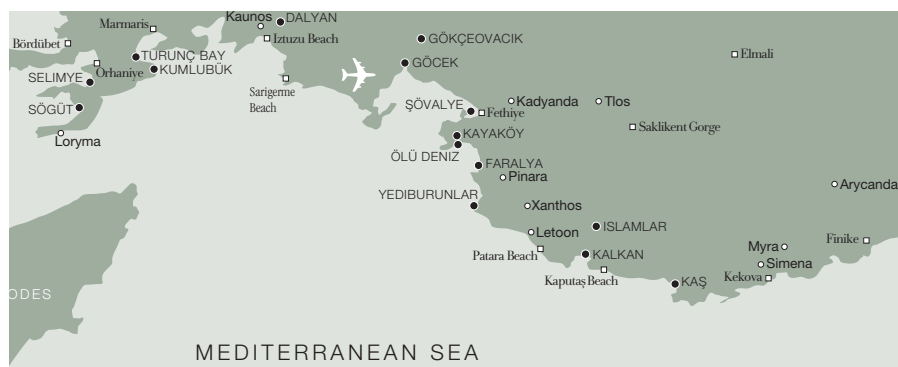 Kaunos
DALYAN
Marmaris
Iztuzu Beach
GÖKÇEOVACIK
Bördübet
Elmali
TURUNÇ BAY
GÖCEK
Orhaniye
KUMLUBÜK
SELIMYE
Sarigerme
Beach
ŞÖVALYE
Kadyanda
Tlos
SÖGÜT
Fethiye
Saklikent Gorge
Loryma
KAYAKÖY
ÖLÜ DENIZ
FARALYA
Pinara
Arycanda
YEDIBURUNLAR
Xanthos
ISLAMLAR
Letoon
Finike
Myra
Patara Beach
KALKAN
Simena
Kaputaş Beach
Kekova
KAŞ
ODES
MEDITERRANEAN SEA